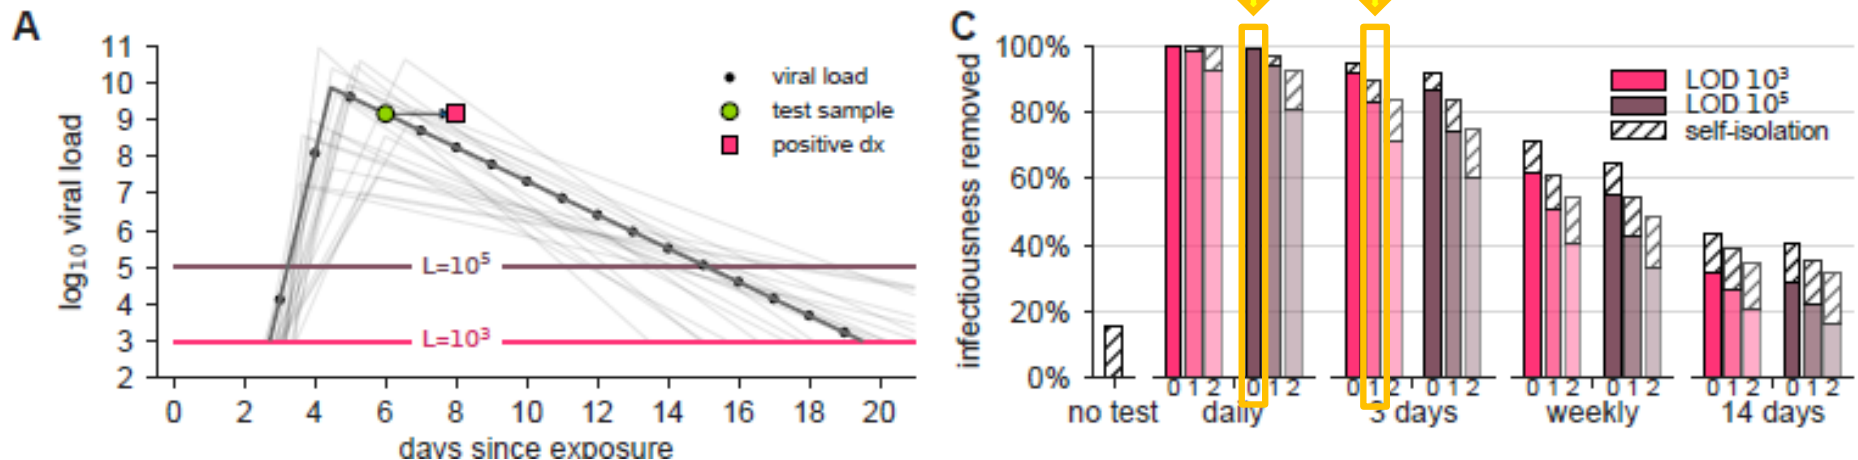 A
11
10
9
8
7
6
5
4
3
2
log₁₀ viral load
viral load
test sample
positive dx
L=10⁵
L=10³
0 2 4 6 8 10 12 14 16 18 20
days since exposure
C
100%
80%
60%
40%
20%
0%
infectiousness removed
LOD 10³
LOD 10⁵
self-isolation
0 1 2 0 1 2 0 1 2 0 1 2 0 1 2 0 1 2 0 1 2 0 1 2
no test daily 3 days weekly 14 days